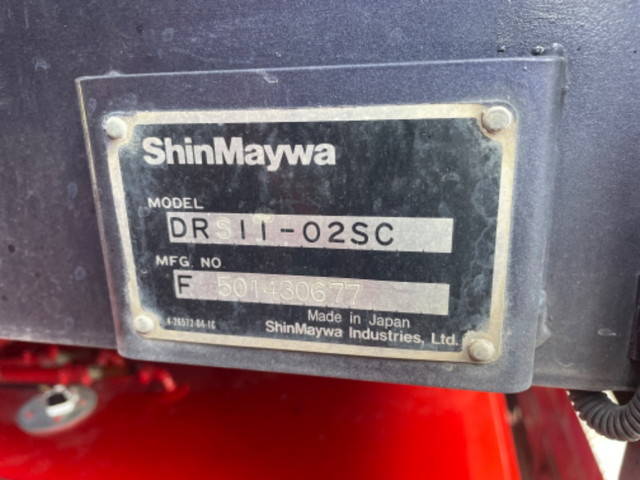 ShinMaywa
MODEL
DRS11-02SC
MFG. NO
F 501430677
Made in Japan
ShinMaywa Industries, Ltd.